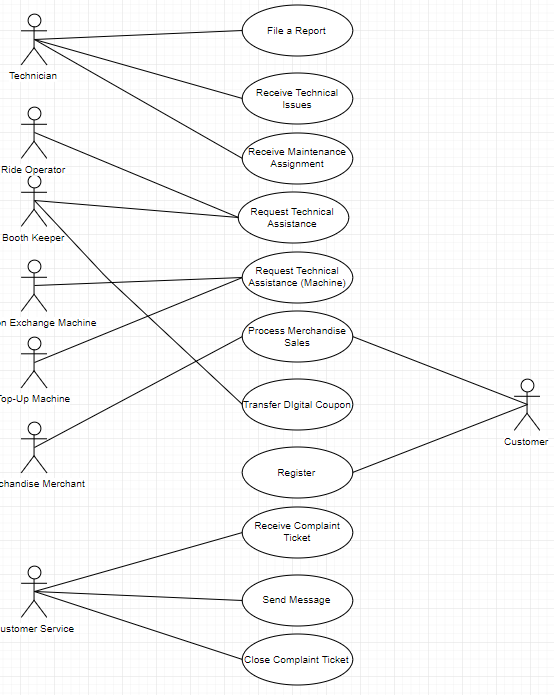 File a Report
Technician
Receive Technical
Issues
Receive Maintenance
Assignment
Ride Operator
Request Technical
Assistance
Booth Keeper
Request Technical
Assistance (Machine)
on Exchange Machine
Process Merchandise
Sales
Top-Up Machine
Transfer DIgital Coupon
Customer
Register
chandise Merchant
Receive Complaint
Ticket
Send Message
ustomer Service
Close Complaint Ticket